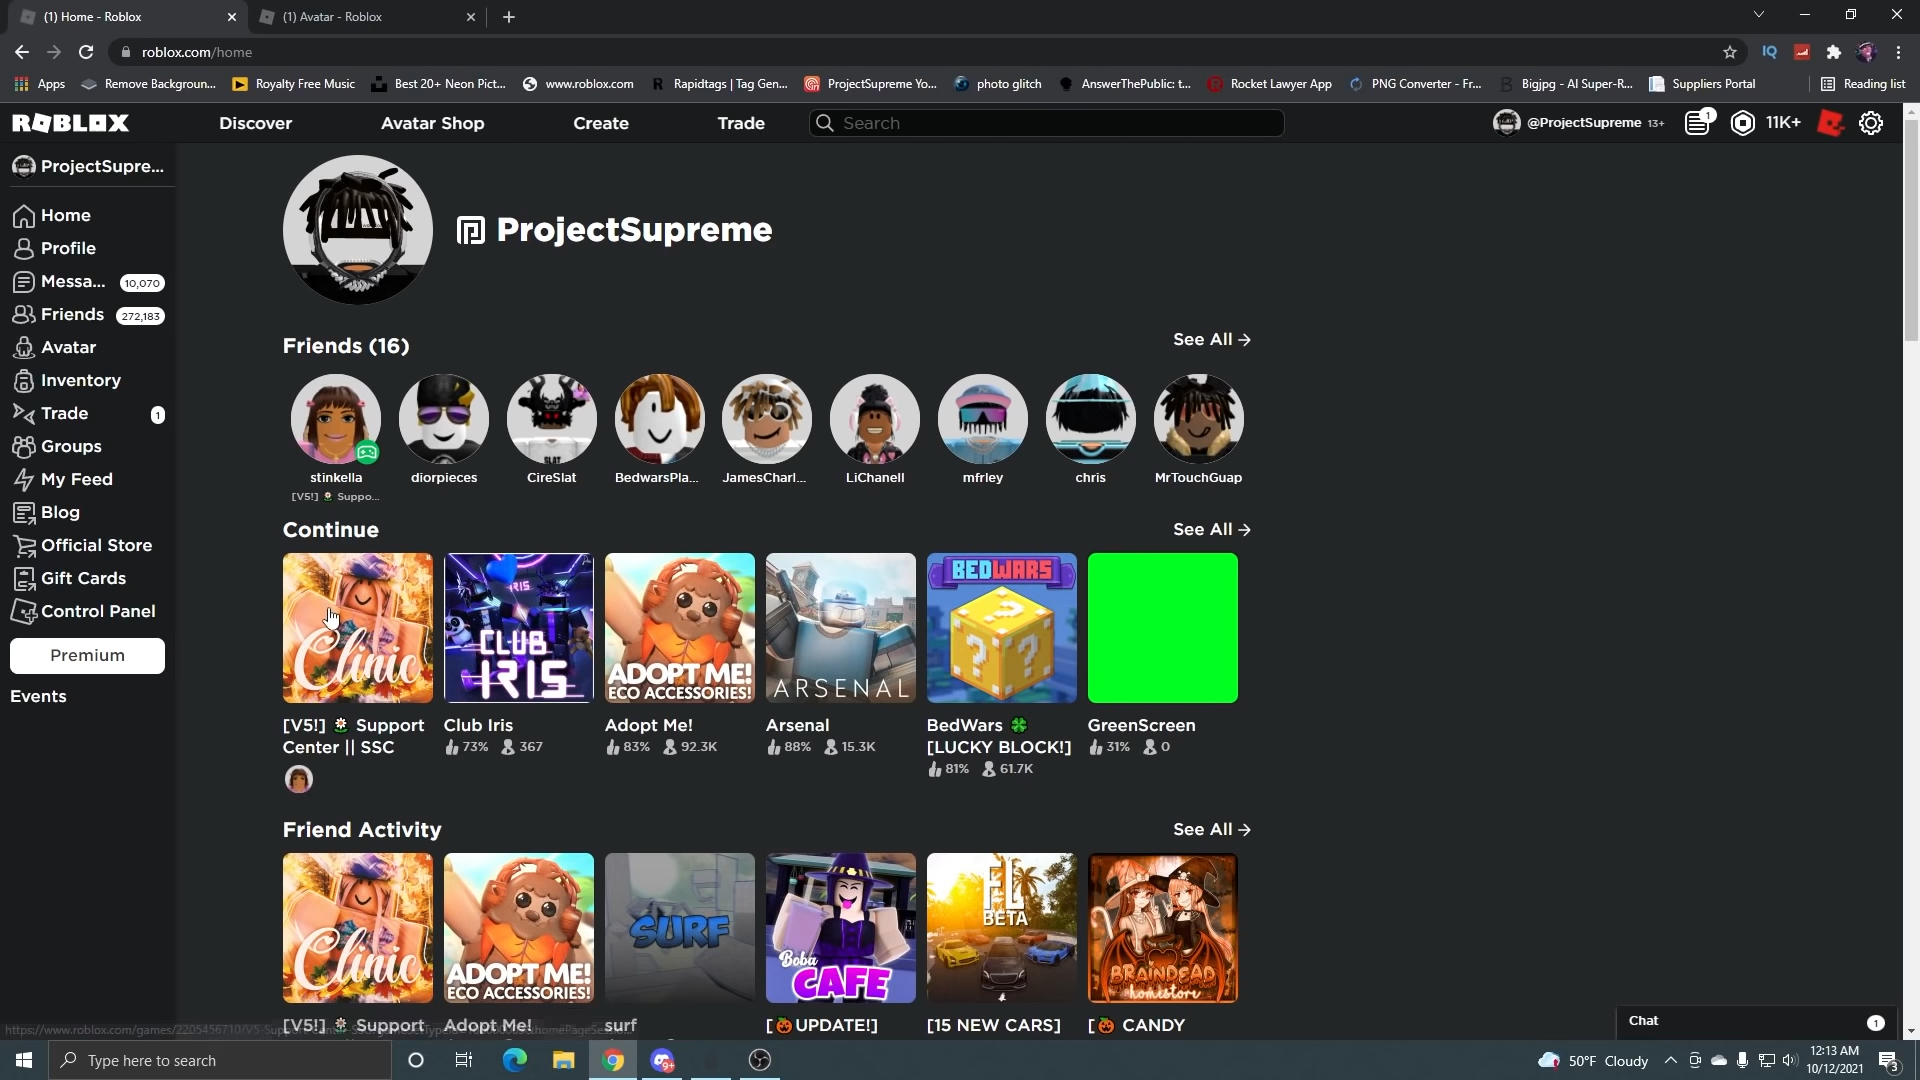 (1) Home - Roblox
(1) Avatar - Roblox
roblox.com/home
IQ
Apps
Remove Backgroun...
Royalty Free Music
Best 20+ Neon Pict...
www.roblox.com
R
Rapidtags | Tag Gen...
ProjectSupreme Yo...
photo glitch
AnswerThePublic: t...
Rocket Lawyer App
PNG Converter - Fr...
Bigjpg - AI Super-R...
Suppliers Portal
Reading list
ROBLOX
Discover
Avatar Shop
Create
Trade
Search
@ProjectSupreme 13+
1
11K+
ProjectSupre...
Home
Profile
Messa... 10,070
Friends 272,183
Avatar
Inventory
Trade 1
Groups
My Feed
Blog
Official Store
Gift Cards
Control Panel
Premium
Events
ProjectSupreme
Friends (16)
See All →
stinkella
[V5!] 🌼 Suppo...
diorpieces
SLAT
CireSlat
BedwarsPla...
JamesCharl...
LiChanell
mfrley
chris
MrTouchGuap
Continue
See All →
Clinic
[V5!] 🌼 Support
Center || SSC
IRIS
CLUB
IRIS
Club Iris
73% 367
ADOPT ME!
ECO ACCESSORIES!
Adopt Me!
83% 92.3K
ARSENAL
Arsenal
88% 15.3K
BEDWARS
? ? ?
BedWars 🍀
[LUCKY BLOCK!]
81% 61.7K
GreenScreen
31% 0
Friend Activity
See All →
Clinic
[V5!] 🌼 Support
ADOPT ME!
ECO ACCESSORIES!
Adopt Me!
SURF
surf
Boba
CAFE
[🎃UPDATE!]
FL
BETA
[15 NEW CARS]
BRAINDEAD
homestore
[🎃 CANDY
Chat
1
Type here to search
9+
50°F Cloudy
12:13 AM
10/12/2021
3